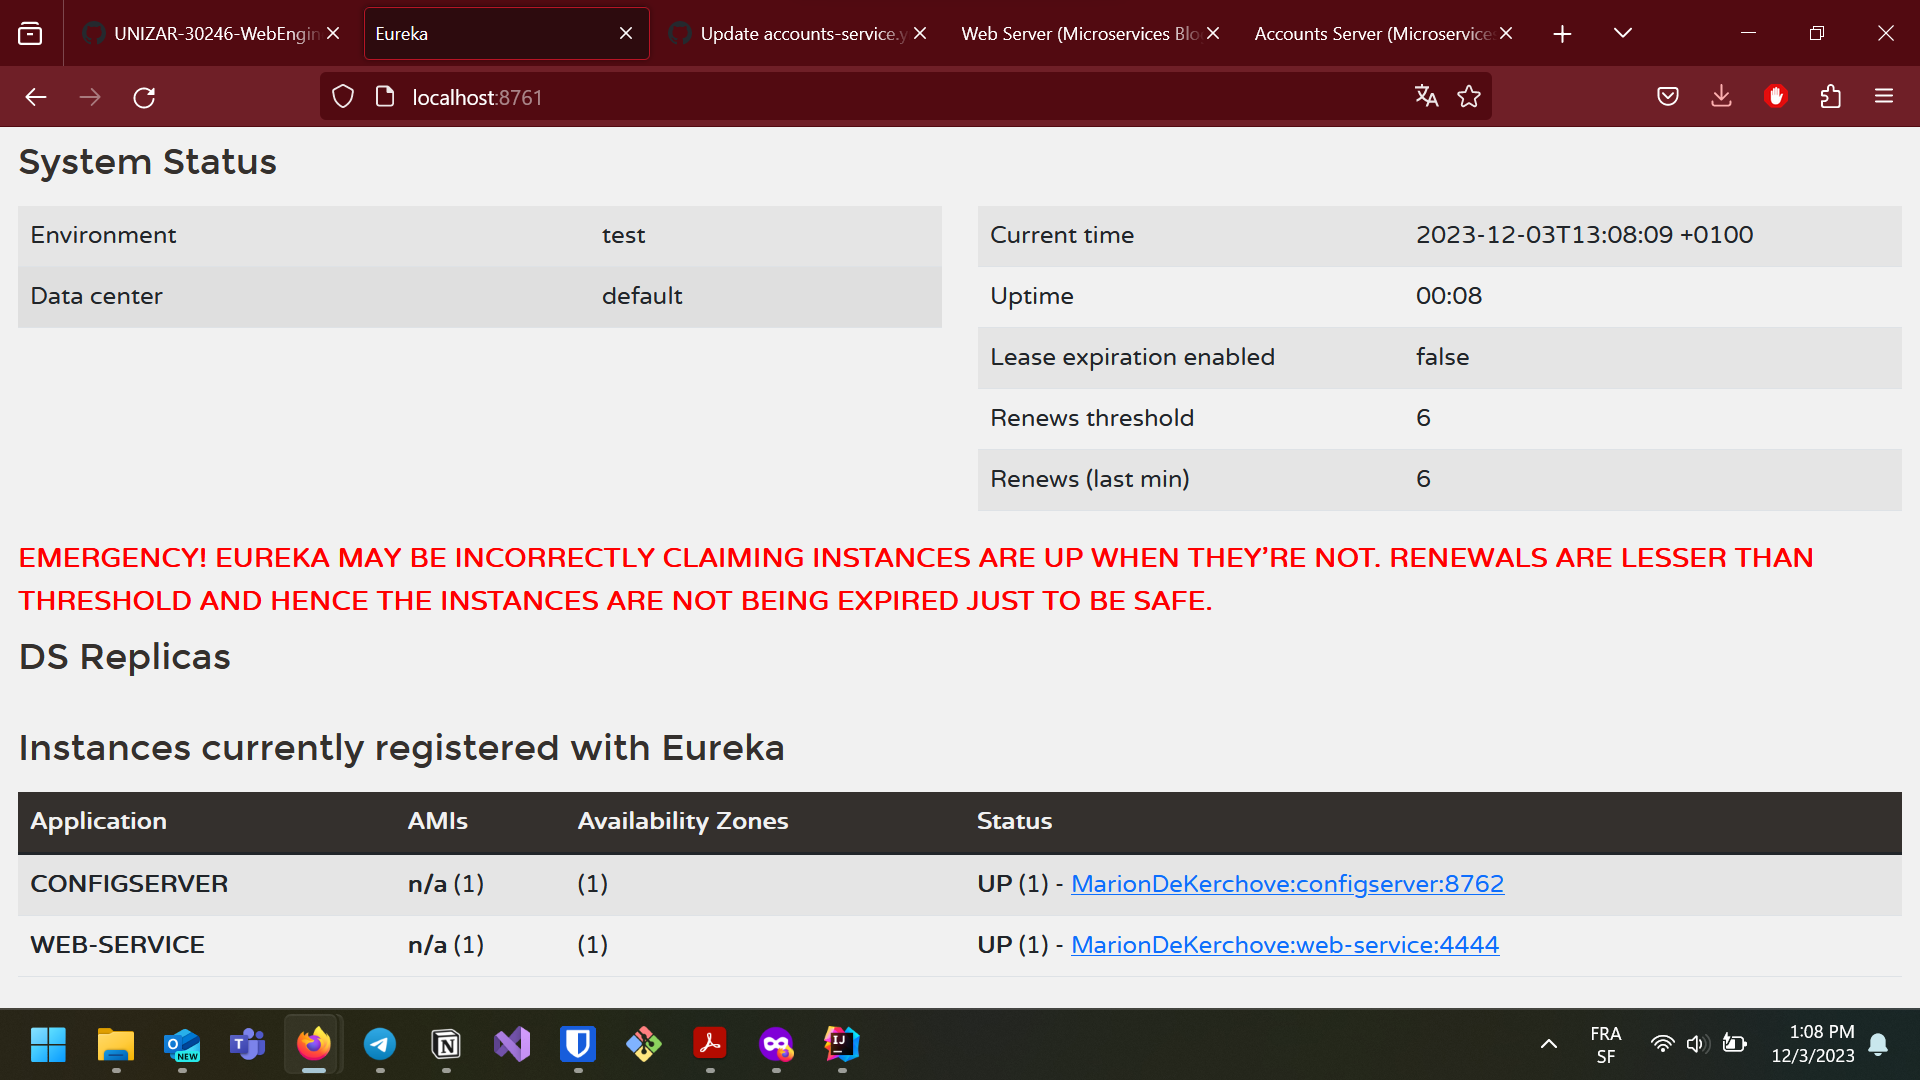 UNIZAR-30246-WebEngin
Eureka
Update accounts-service.y
Web Server (Microservices Blo
Accounts Server (Microservices
localhost:8761
System Status
Environment test
Data center default
Current time 2023-12-03T13:08:09 +0100
Uptime 00:08
Lease expiration enabled false
Renews threshold 6
Renews (last min) 6
EMERGENCY! EUREKA MAY BE INCORRECTLY CLAIMING INSTANCES ARE UP WHEN THEY’RE NOT. RENEWALS ARE LESSER THAN
THRESHOLD AND HENCE THE INSTANCES ARE NOT BEING EXPIRED JUST TO BE SAFE.
DS Replicas
Instances currently registered with Eureka
Application AMIs Availability Zones Status
CONFIGSERVER n/a (1) (1) UP (1) - MarionDeKerchove:configserver:8762
WEB-SERVICE n/a (1) (1) UP (1) - MarionDeKerchove:web-service:4444
NEW
IJ
FRA
SF
1:08 PM
12/3/2023